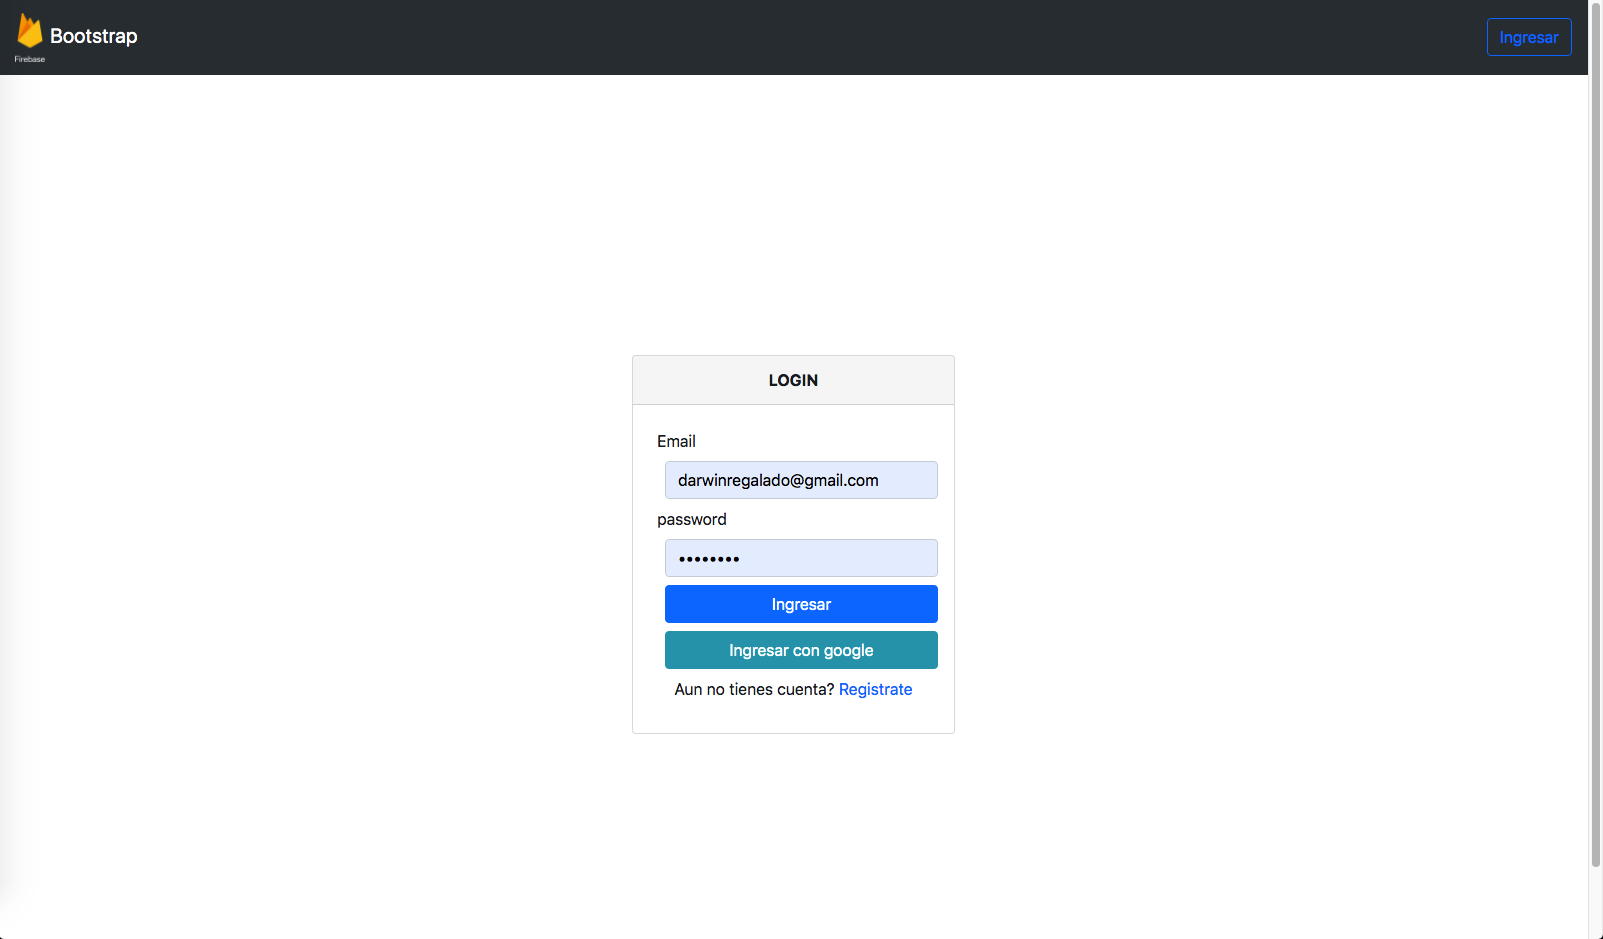 Firebase
Bootstrap
Ingresar
LOGIN
Email
darwinregalado@gmail.com
password
••••••••
Ingresar
Ingresar con google
Aun no tienes cuenta? Registrate